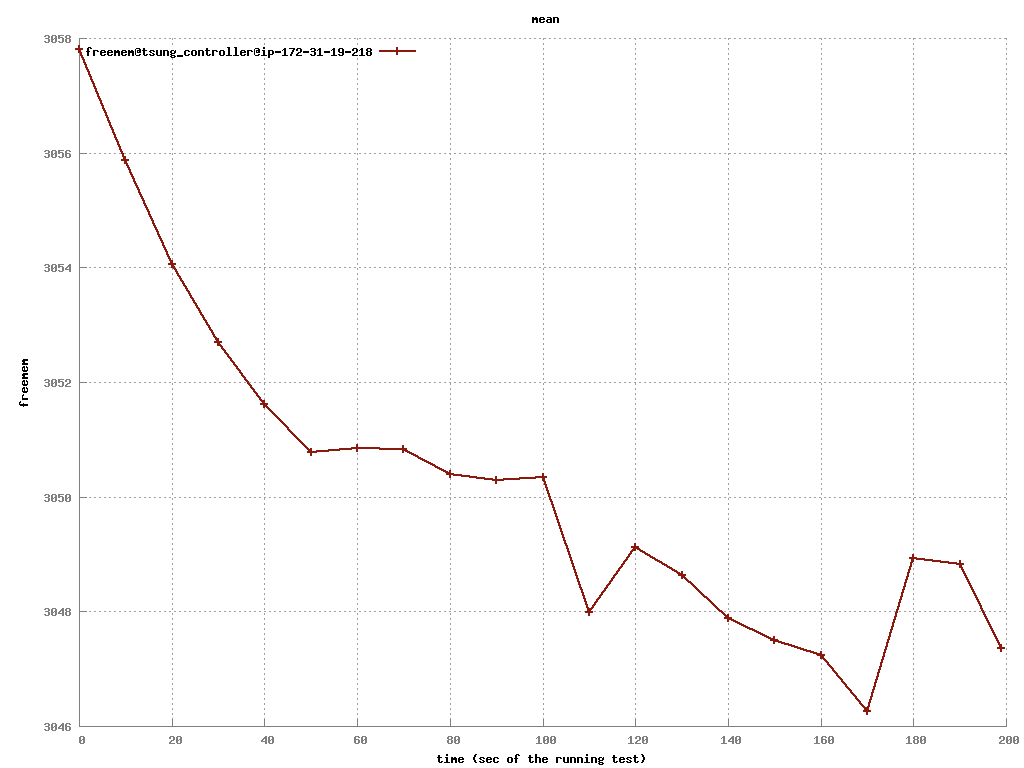 mean
freemem@tsung_controller@ip-172-31-19-218
3058
3056
3054
3052
3050
3048
3046
freemem
0 20 40 60 80 100 120 140 160 180 200
time (sec of the running test)